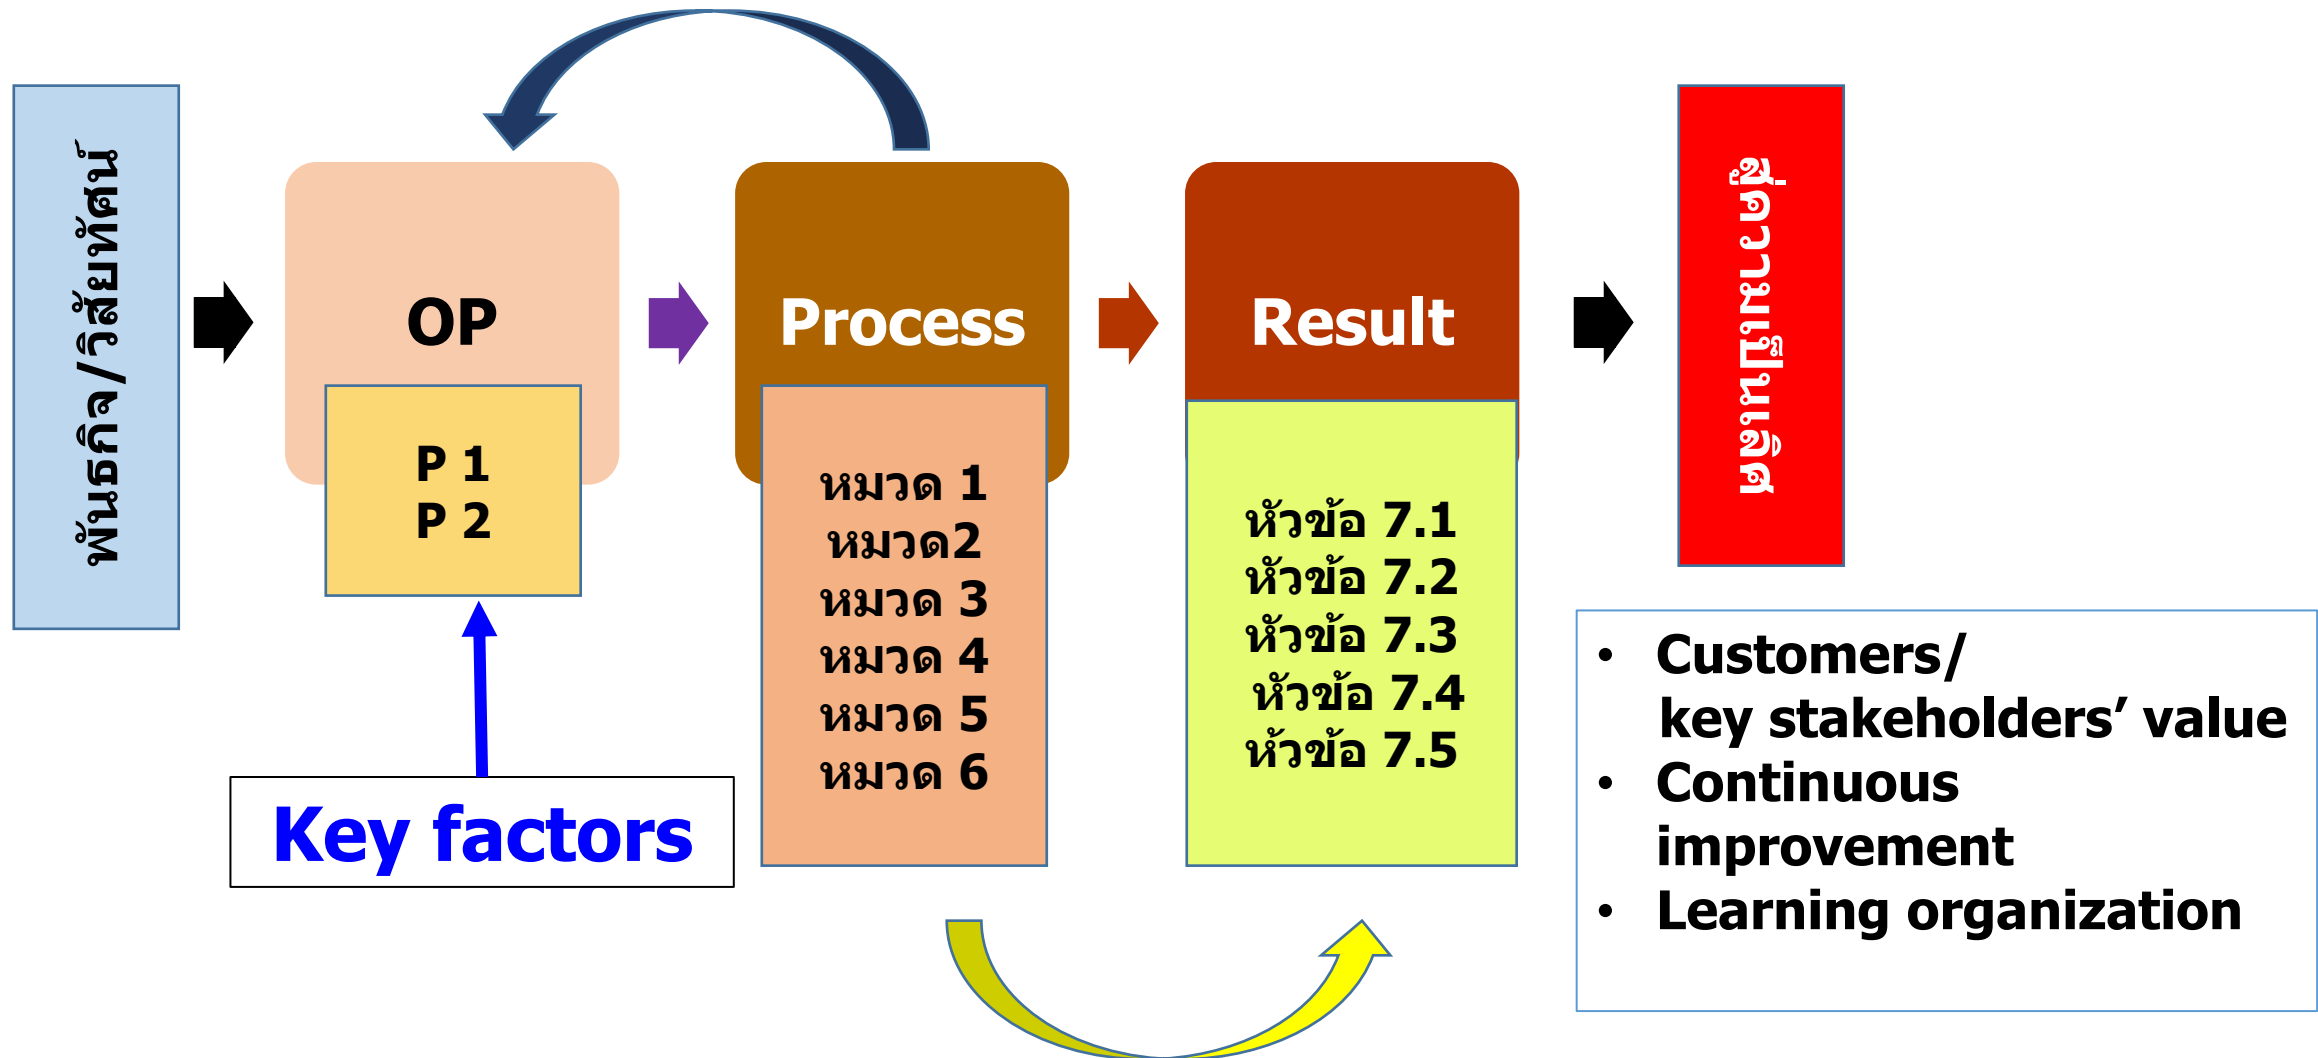 พันธกิจ/วิสัยทัศน์
OP
P 1
P 2
Key factors
Process
หมวด 1
หมวด2
หมวด 3
หมวด 4
หมวด 5
หมวด 6
Result
หัวข้อ 7.1
หัวข้อ 7.2
หัวข้อ 7.3
หัวข้อ 7.4
ห้วข้อ 7.5
สู่ความเป็นเลิศ
• Customers/
key stakeholders’ value
• Continuous
improvement
• Learning organization